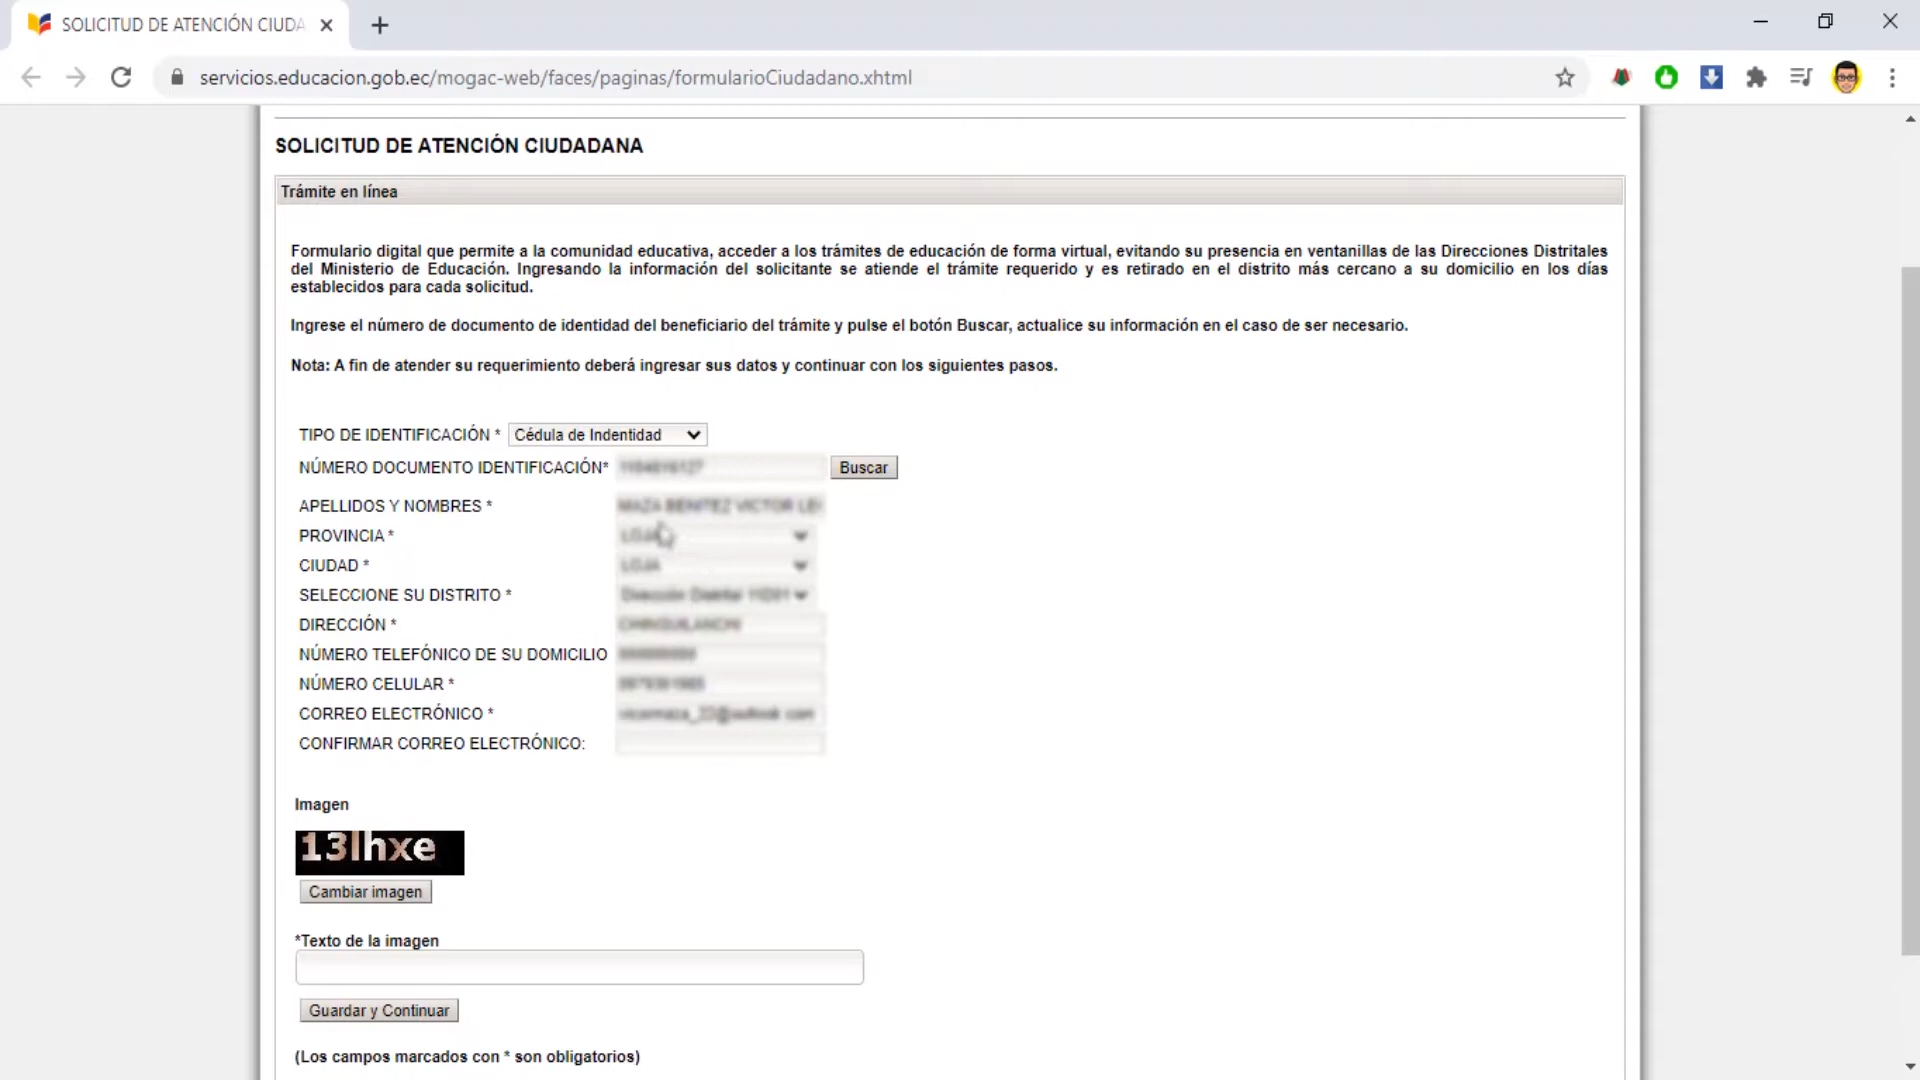 SOLICITUD DE ATENCIÓN CIUDA
servicios.educacion.gob.ec/mogac-web/faces/paginas/formularioCiudadano.xhtml
SOLICITUD DE ATENCIÓN CIUDADANA
Trámite en línea
Formulario digital que permite a la comunidad educativa, acceder a los trámites de educación de forma virtual, evitando su presencia en ventanillas de las Direcciones Distritales
del Ministerio de Educación. Ingresando la información del solicitante se atiende el trámite requerido y es retirado en el distrito más cercano a su domicilio en los días
establecidos para cada solicitud.
Ingrese el número de documento de identidad del beneficiario del trámite y pulse el botón Buscar, actualice su información en el caso de ser necesario.
Nota: A fin de atender su requerimiento deberá ingresar sus datos y continuar con los siguientes pasos.
TIPO DE IDENTIFICACIÓN * Cédula de Indentidad
NÚMERO DOCUMENTO IDENTIFICACIÓN* Buscar
APELLIDOS Y NOMBRES *
PROVINCIA *
CIUDAD *
SELECCIONE SU DISTRITO *
DIRECCIÓN *
NÚMERO TELEFÓNICO DE SU DOMICILIO
NÚMERO CELULAR *
CORREO ELECTRÓNICO *
CONFIRMAR CORREO ELECTRÓNICO:
Imagen
13lhxe
Cambiar imagen
*Texto de la imagen
Guardar y Continuar
(Los campos marcados con * son obligatorios)